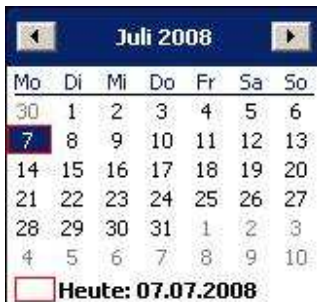 Juli 2008
Mo Di Mi Do Fr Sa So
30 1 2 3 4 5 6
7 8 9 10 11 12 13
14 15 16 17 18 19 20
21 22 23 24 25 26 27
28 29 30 31 1 2 3
4 5 6 7 8 9 10
Heute: 07.07.2008